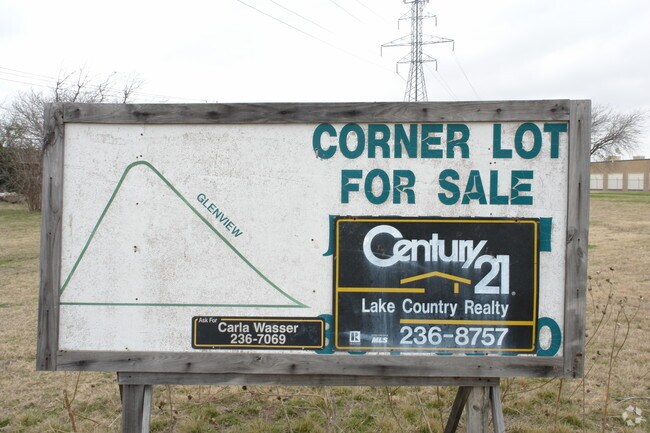 CORNER LOT
FOR SALE
GLENVIEW
Century 21
Lake Country Realty
R MLS 236-8757
Ask For
Carla Wasser
236-7069